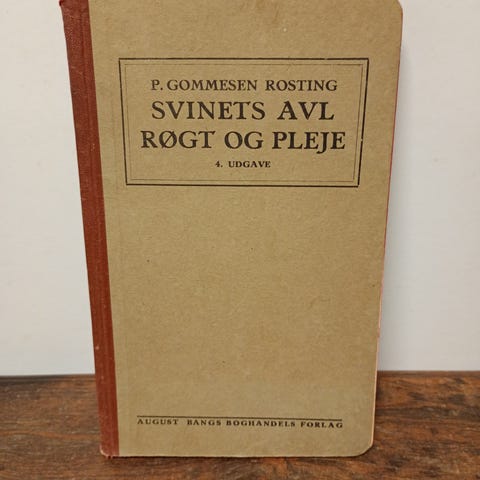 P. GOMMESEN ROSTING
SVINETS AVL
RØGT OG PLEJE
4. UDGAVE
AUGUST BANGS BOGHANDELS FORLAG